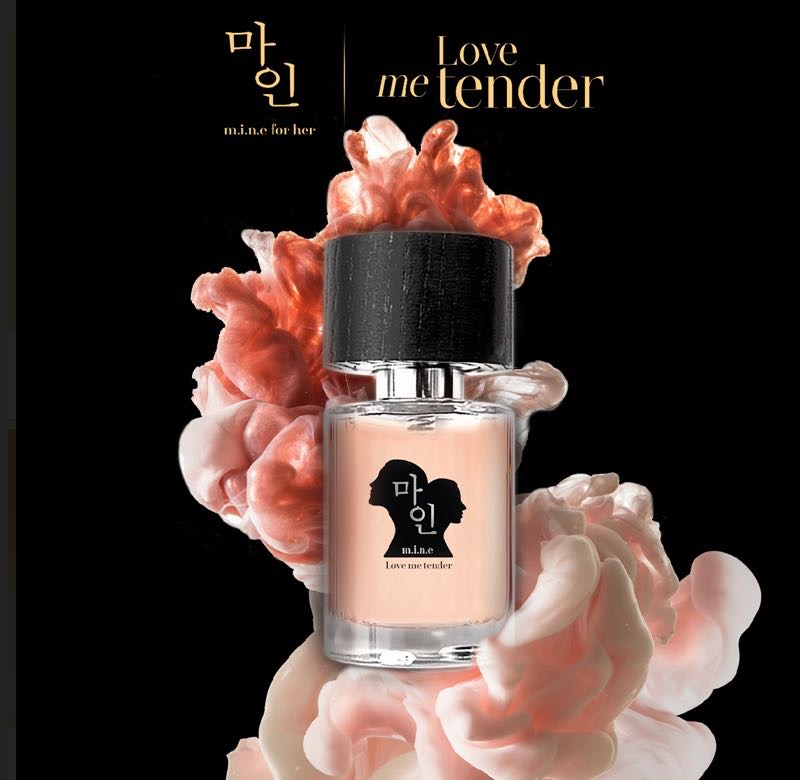 마
인
m.i.n.e for her
Love
me tender
마
인
m.i.n.e
Love me tender